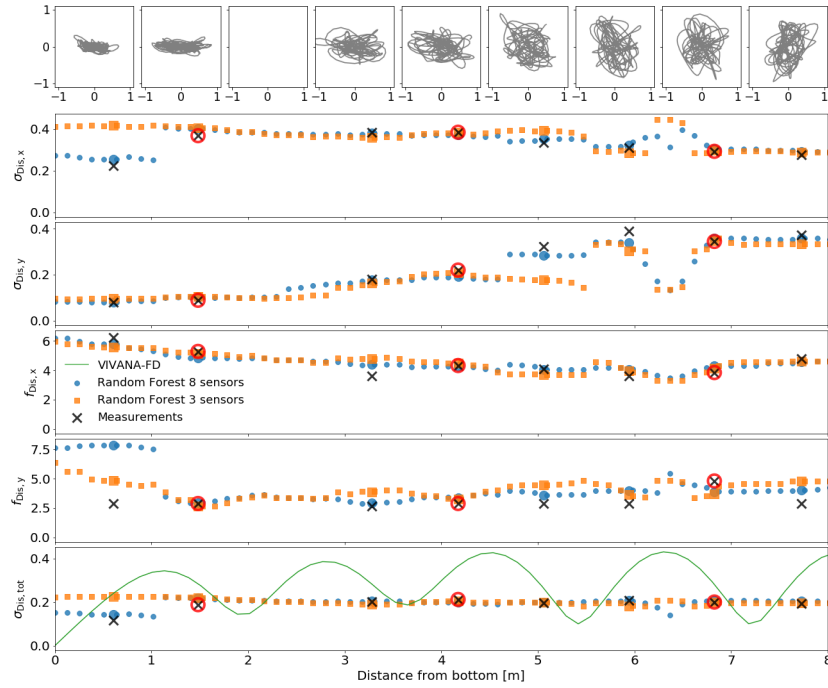 1
0
−1
−1 0 1 −1 0 1 −1 0 1 −1 0 1 −1 0 1 −1 0 1 −1 0 1 −1 0 1 −1 0 1
0.4
0.2
0.0
σDis, x
0.4
0.2
0.0
σDis, y
6
4
2
0
fDis, x
VIVANA-FD
Random Forest 8 sensors
Random Forest 3 sensors
Measurements
7.5
5.0
2.5
0.0
fDis, y
0.4
0.2
0.0
σDis, tot
0 1 2 3 4 5 6 7 8
Distance from bottom [m]